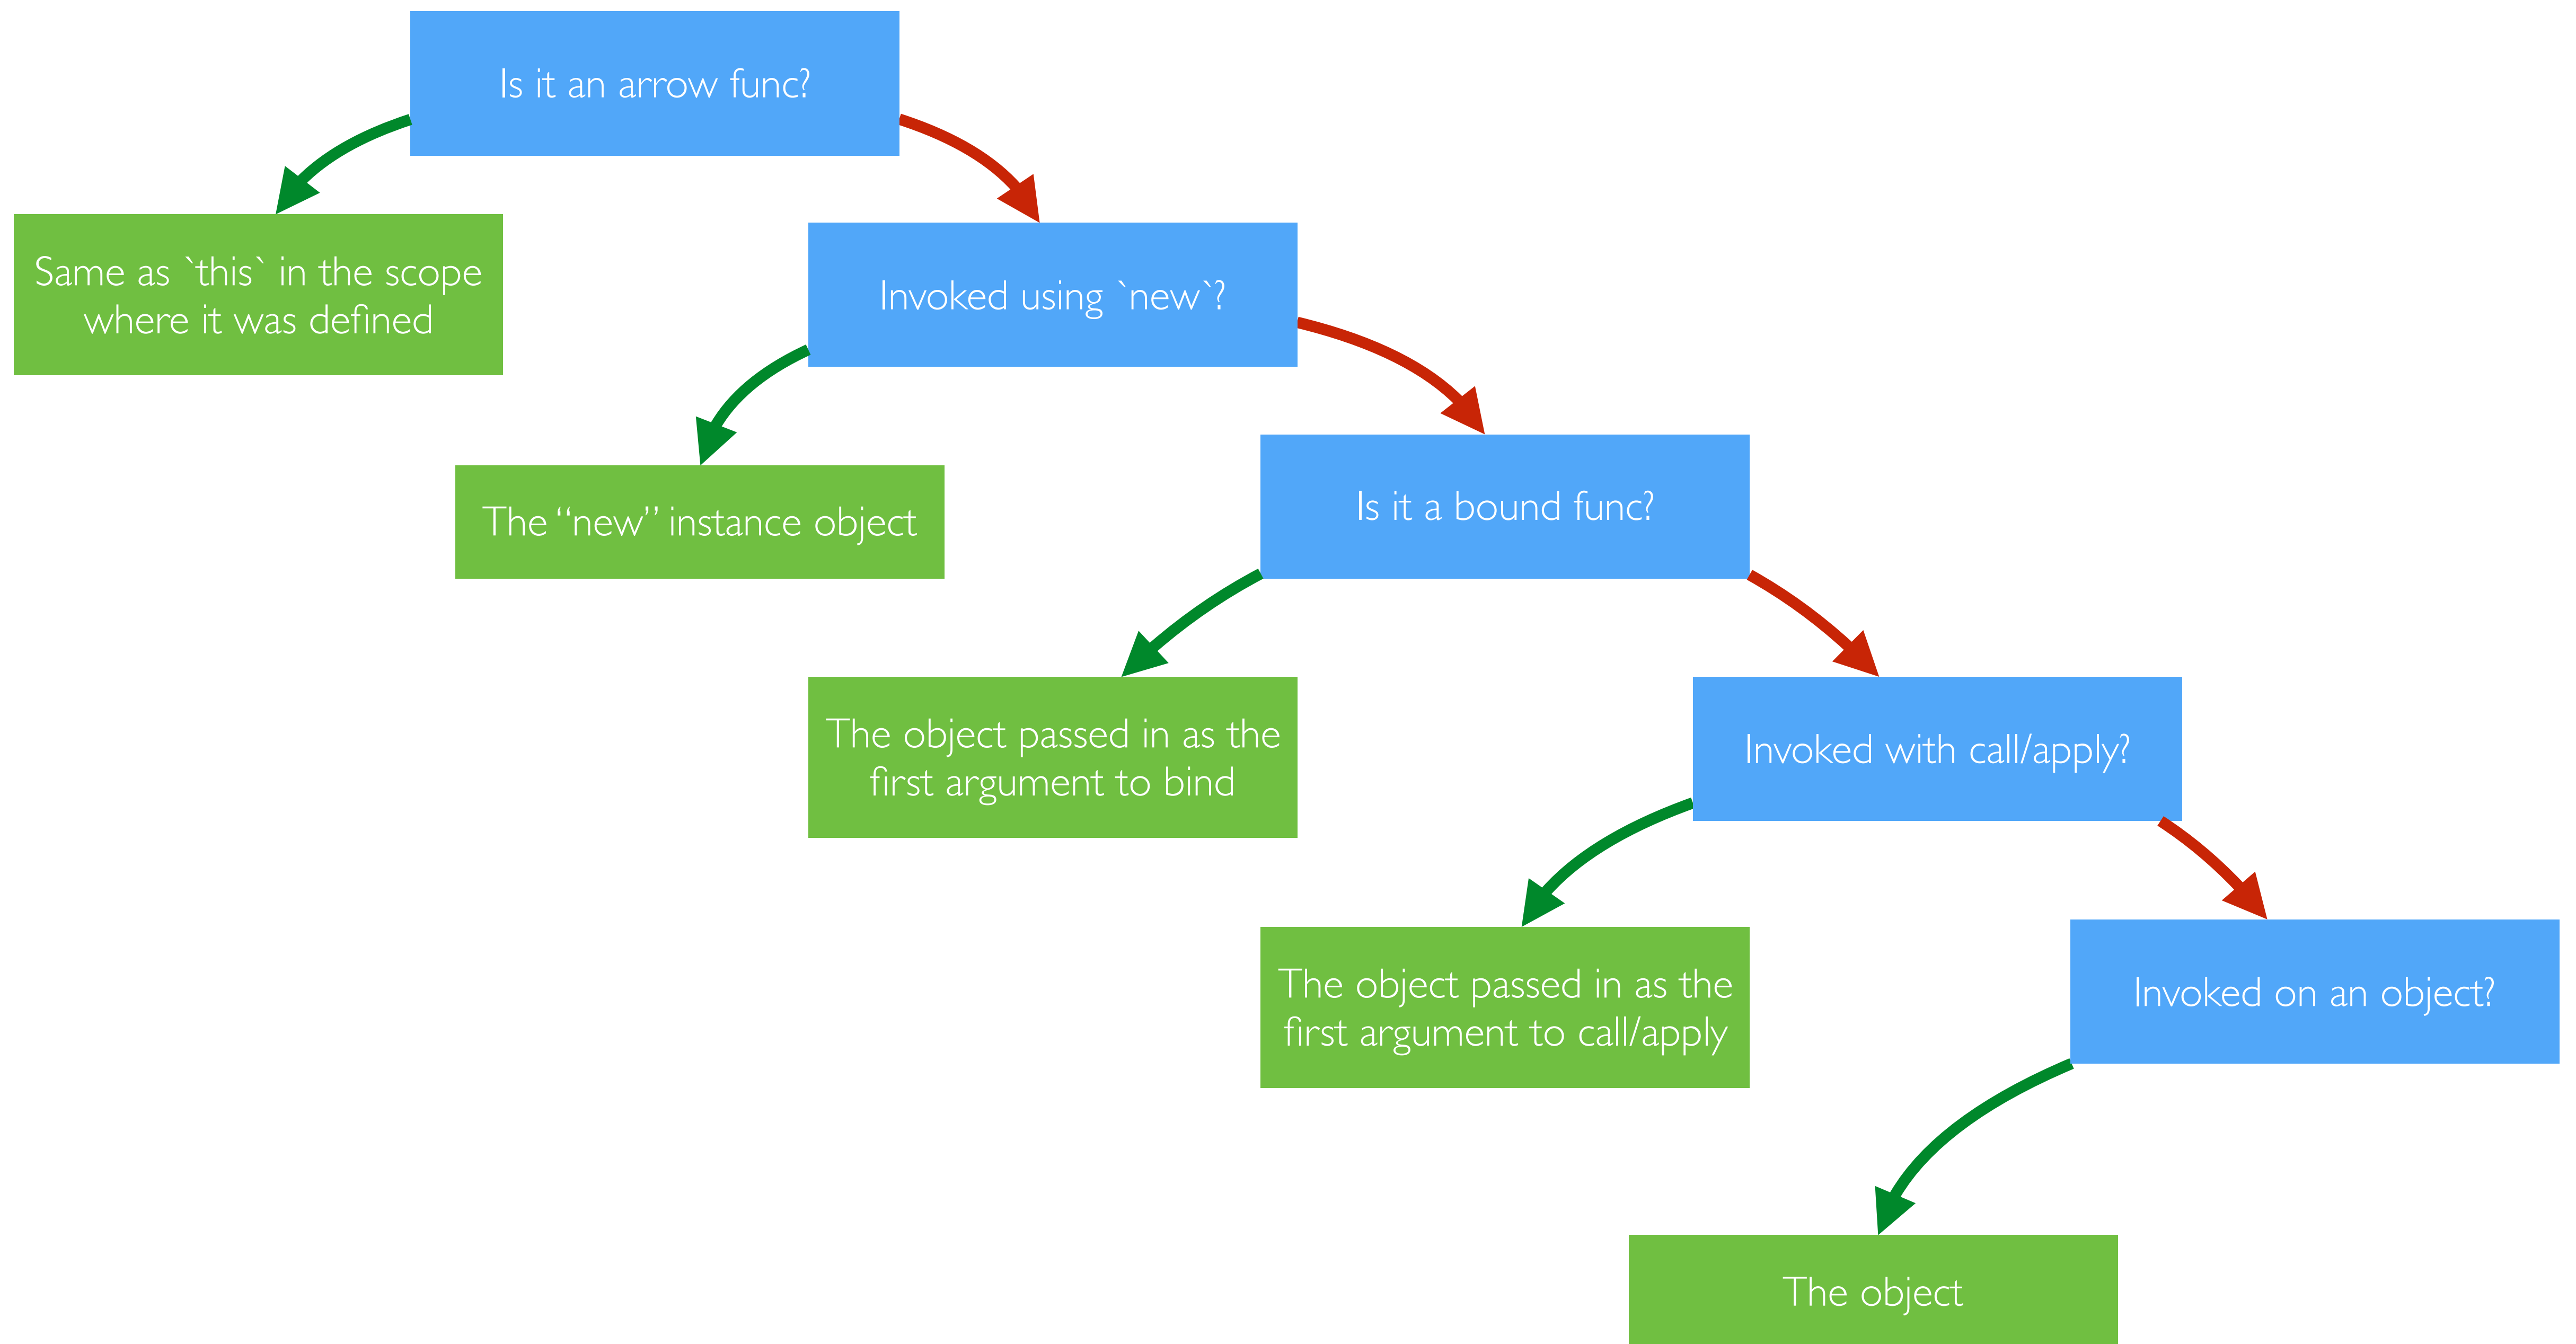 Is it an arrow func?
Same as `this` in the scope
where it was defined
Invoked using `new`?
The “new” instance object
Is it a bound func?
The object passed in as the
first argument to bind
Invoked with call/apply?
The object passed in as the
first argument to call/apply
Invoked on an object?
The object